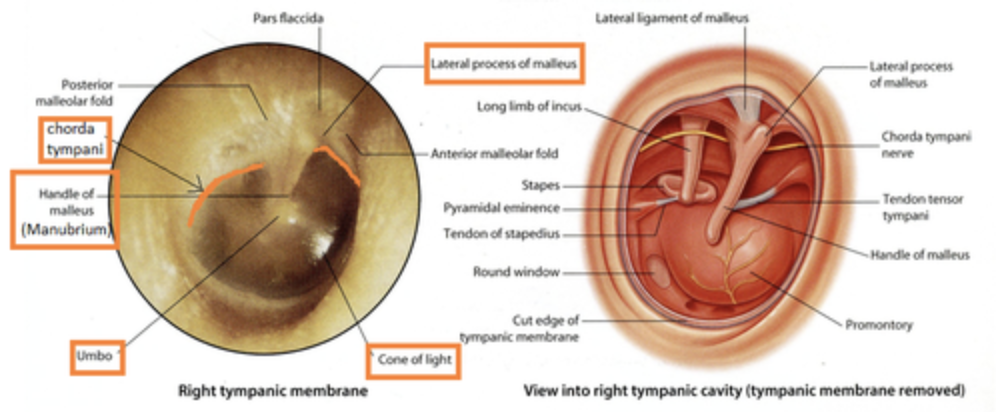 Pars flaccida
Lateral process of malleus
Posterior
malleolar fold
chorda
tympani
Anterior malleolar fold
Handle of
malleus
(Manubrium)
Umbo
Cone of light
Right tympanic membrane
Lateral ligament of malleus
Lateral process
of malleus
Long limb of incus
Chorda tympani
nerve
Stapes
Pyramidal eminence
Tendon of stapedius
Tendon tensor
tympani
Handle of malleus
Round window
Cut edge of
tympanic membrane
Promontory
View into right tympanic cavity (tympanic membrane removed)